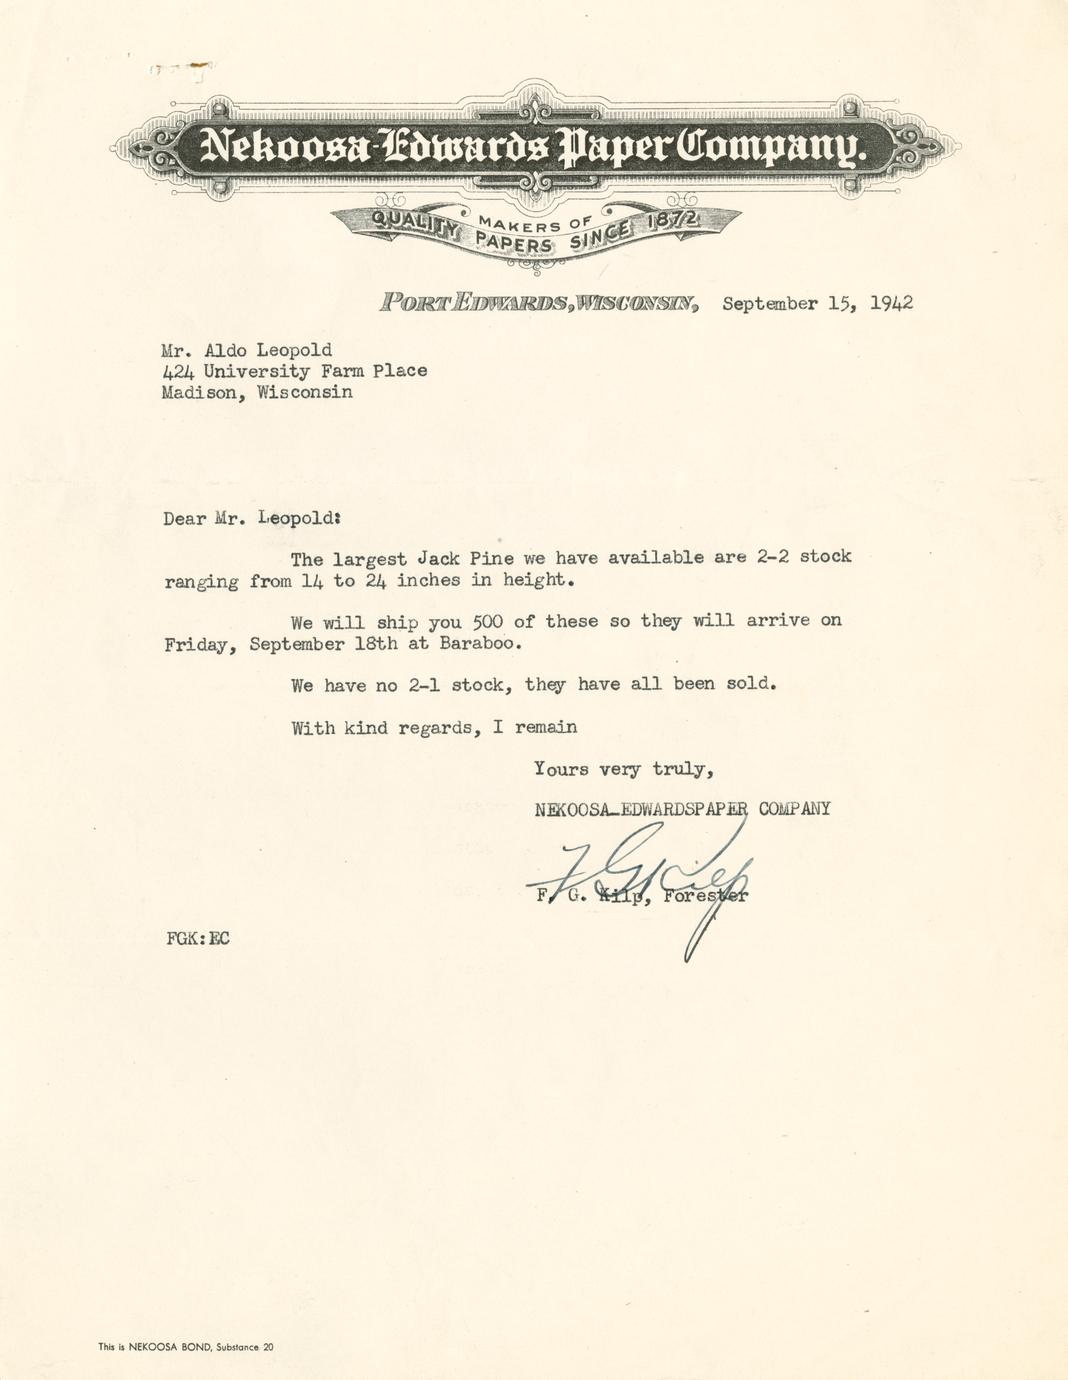 Nekoosa-Edwards Paper Company.
MAKERS OF
QUALITY PAPERS SINCE 1872
PORT EDWARDS, WISCONSIN, September 15, 1942
Mr. Aldo Leopold
424 University Farm Place
Madison, Wisconsin
Dear Mr. Leopold:
The largest Jack Pine we have available are 2-2 stock
ranging from 14 to 24 inches in height.
We will ship you 500 of these so they will arrive on
Friday, September 18th at Baraboo.
We have no 2-1 stock, they have all been sold.
With kind regards, I remain
Yours very truly,
NEKOOSA-EDWARDSPAPER COMPANY
F G Kilp
F. G. Kilp, Forester
FGK:EC
This is NEKOOSA BOND, Substance 20